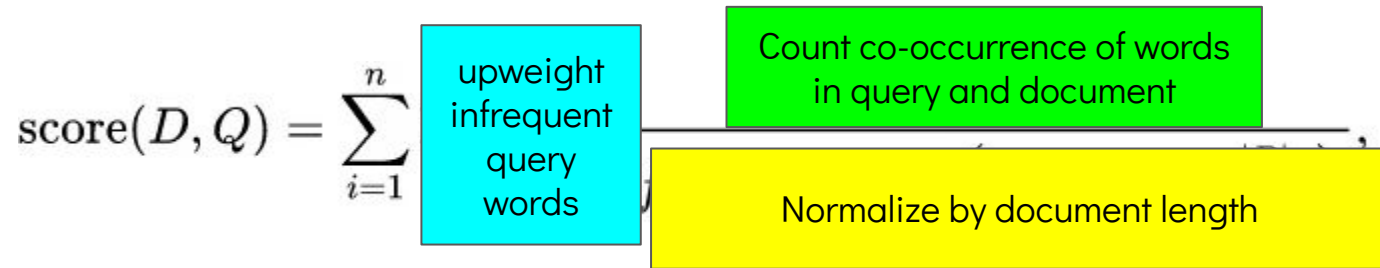 score(D, Q) = ∑ i=1 n
upweight
infrequent
query
words
Count co-occurrence of words
in query and document
,
Normalize by document length